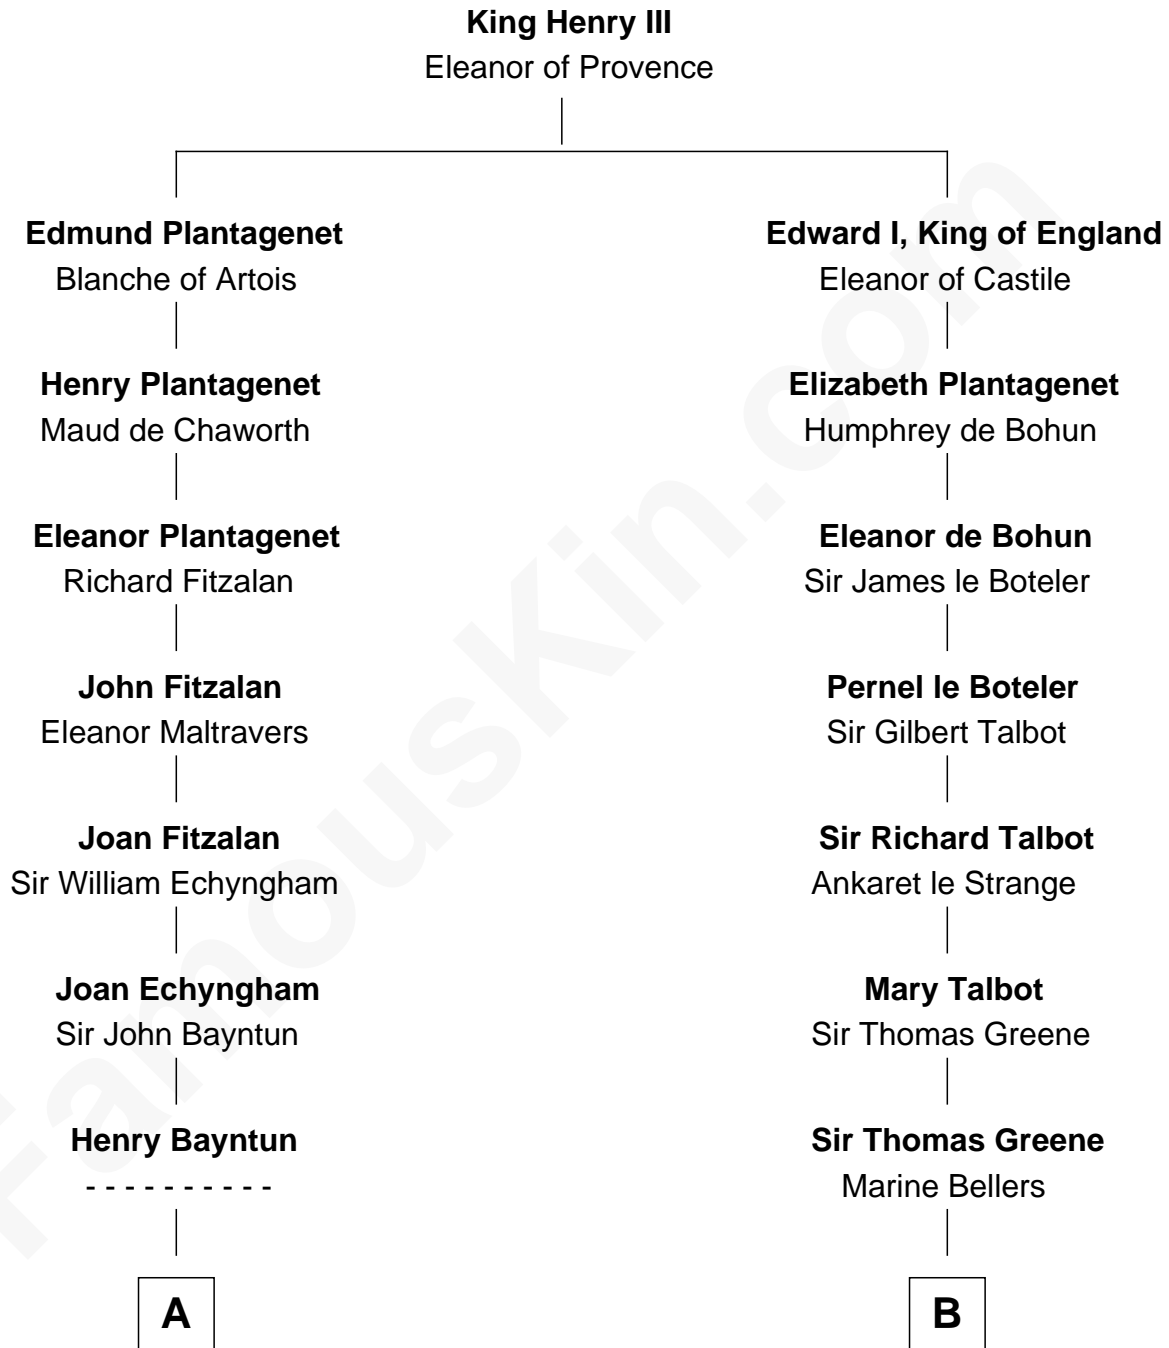 King Henry III
Eleanor of Provence
Edmund Plantagenet
Blanche of Artois
Edward I, King of England
Eleanor of Castile
Henry Plantagenet
Maud de Chaworth
Elizabeth Plantagenet
Humphrey de Bohun
Eleanor Plantagenet
Richard Fitzalan
Eleanor de Bohun
Sir James le Boteler
John Fitzalan
Eleanor Maltravers
Pernel le Boteler
Sir Gilbert Talbot
Joan Fitzalan
Sir William Echyngham
Sir Richard Talbot
Ankaret le Strange
Joan Echyngham
Sir John Bayntun
Mary Talbot
Sir Thomas Greene
Henry Bayntun
- - - - - - - - - -
Sir Thomas Greene
Marine Bellers
A
B
FamousKin.com